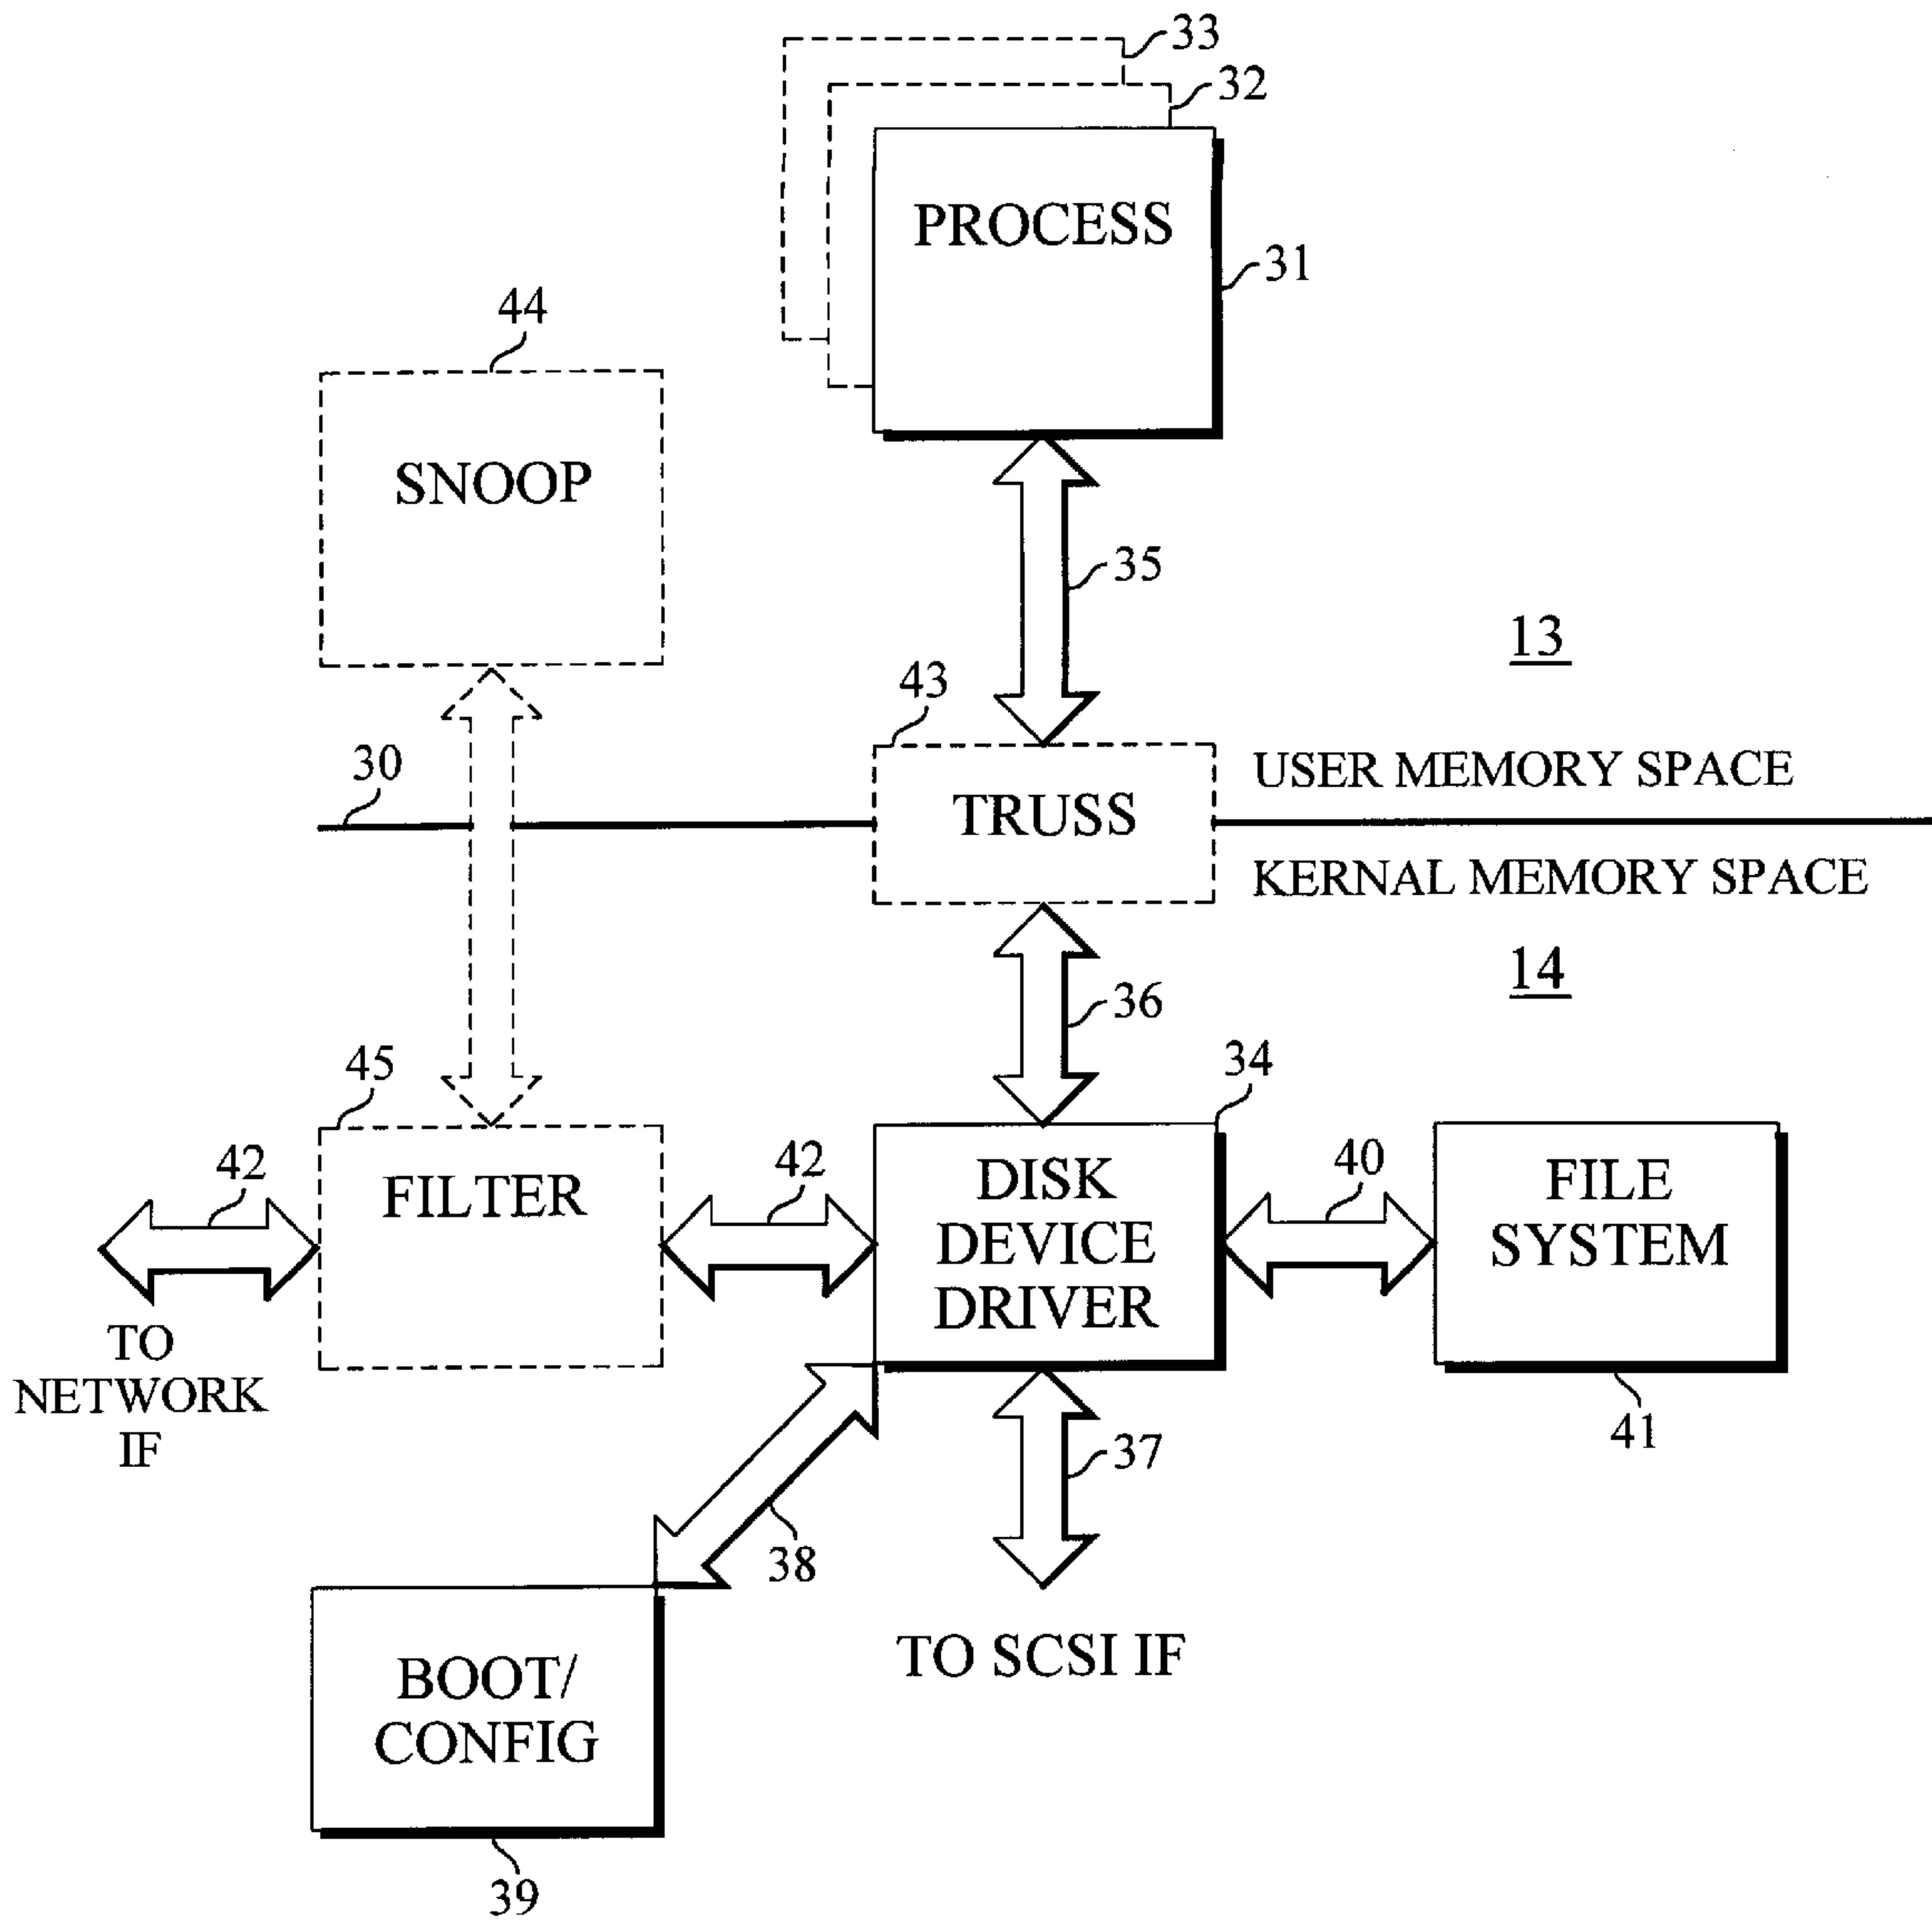 33
32
PROCESS
31
44
SNOOP
35
13
43
30
USER MEMORY SPACE
TRUSS
KERNAL MEMORY SPACE
14
36
45
34
42
FILTER
42
DISK
DEVICE
DRIVER
40
FILE
SYSTEM
TO
NETWORK
IF
41
37
38
TO SCSI IF
BOOT/
CONFIG
39